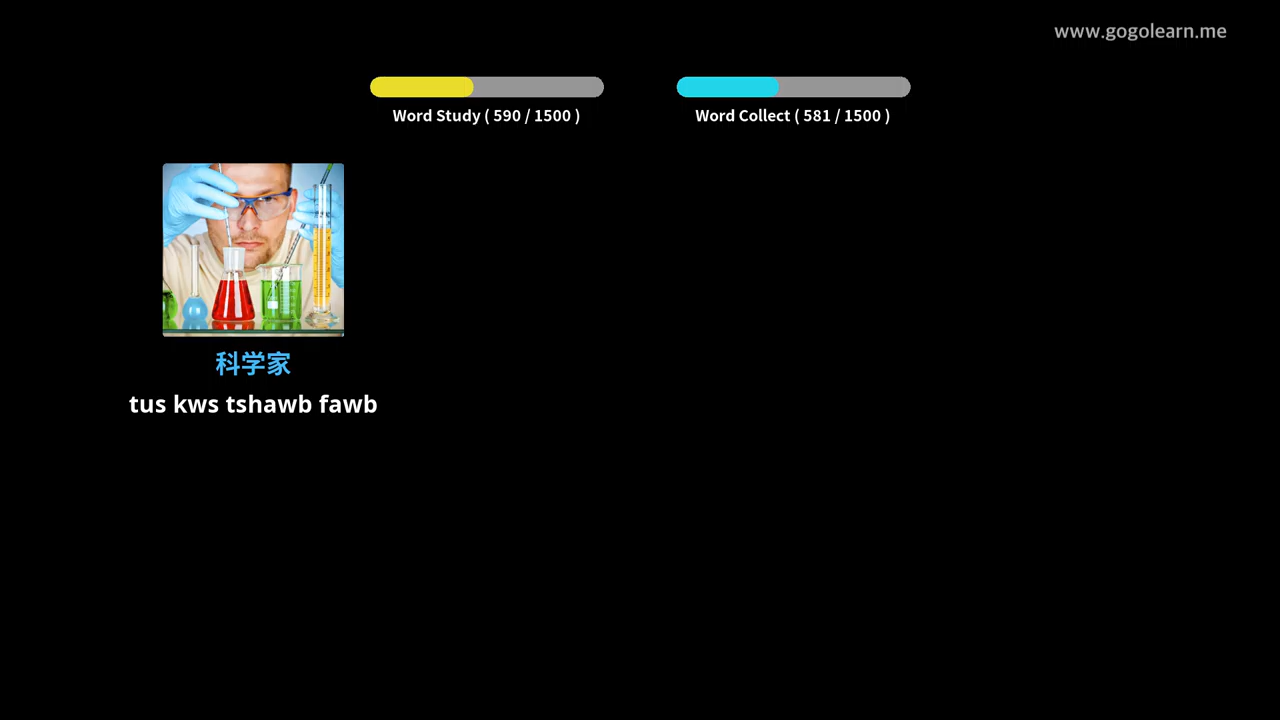 www.gogolearn.me
Word Study ( 590 / 1500 )
Word Collect ( 581 / 1500 )
科学家
tus kws tshawb fawb